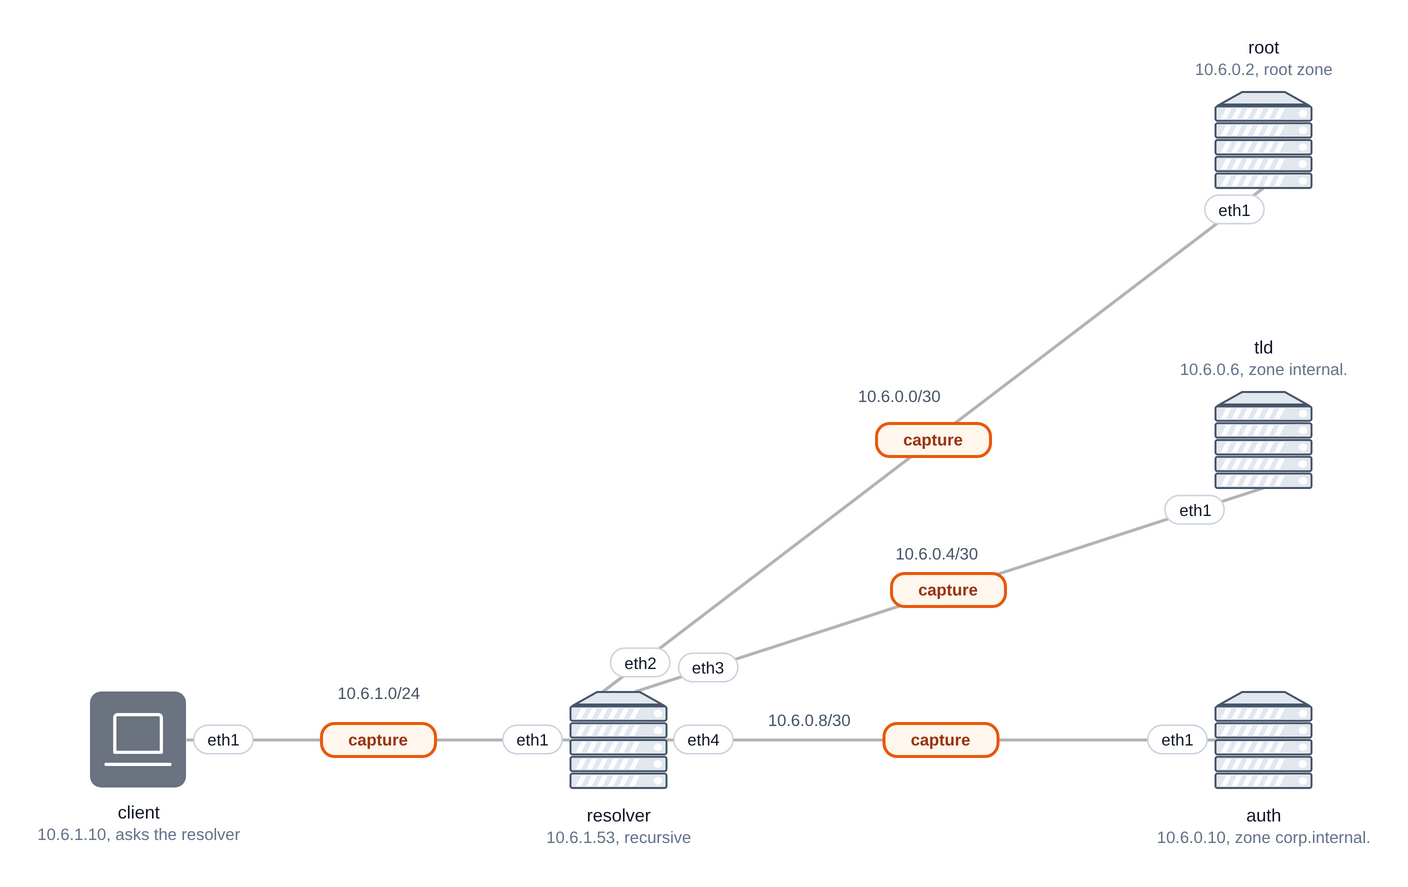 root
10.6.0.2, root zone
eth1
tld
10.6.0.6, zone internal.
10.6.0.0/30
capture
eth1
10.6.0.4/30
capture
eth2
eth3
10.6.1.0/24
10.6.0.8/30
eth1
capture
eth1
eth4
capture
eth1
client
10.6.1.10, asks the resolver
resolver
10.6.1.53, recursive
auth
10.6.0.10, zone corp.internal.